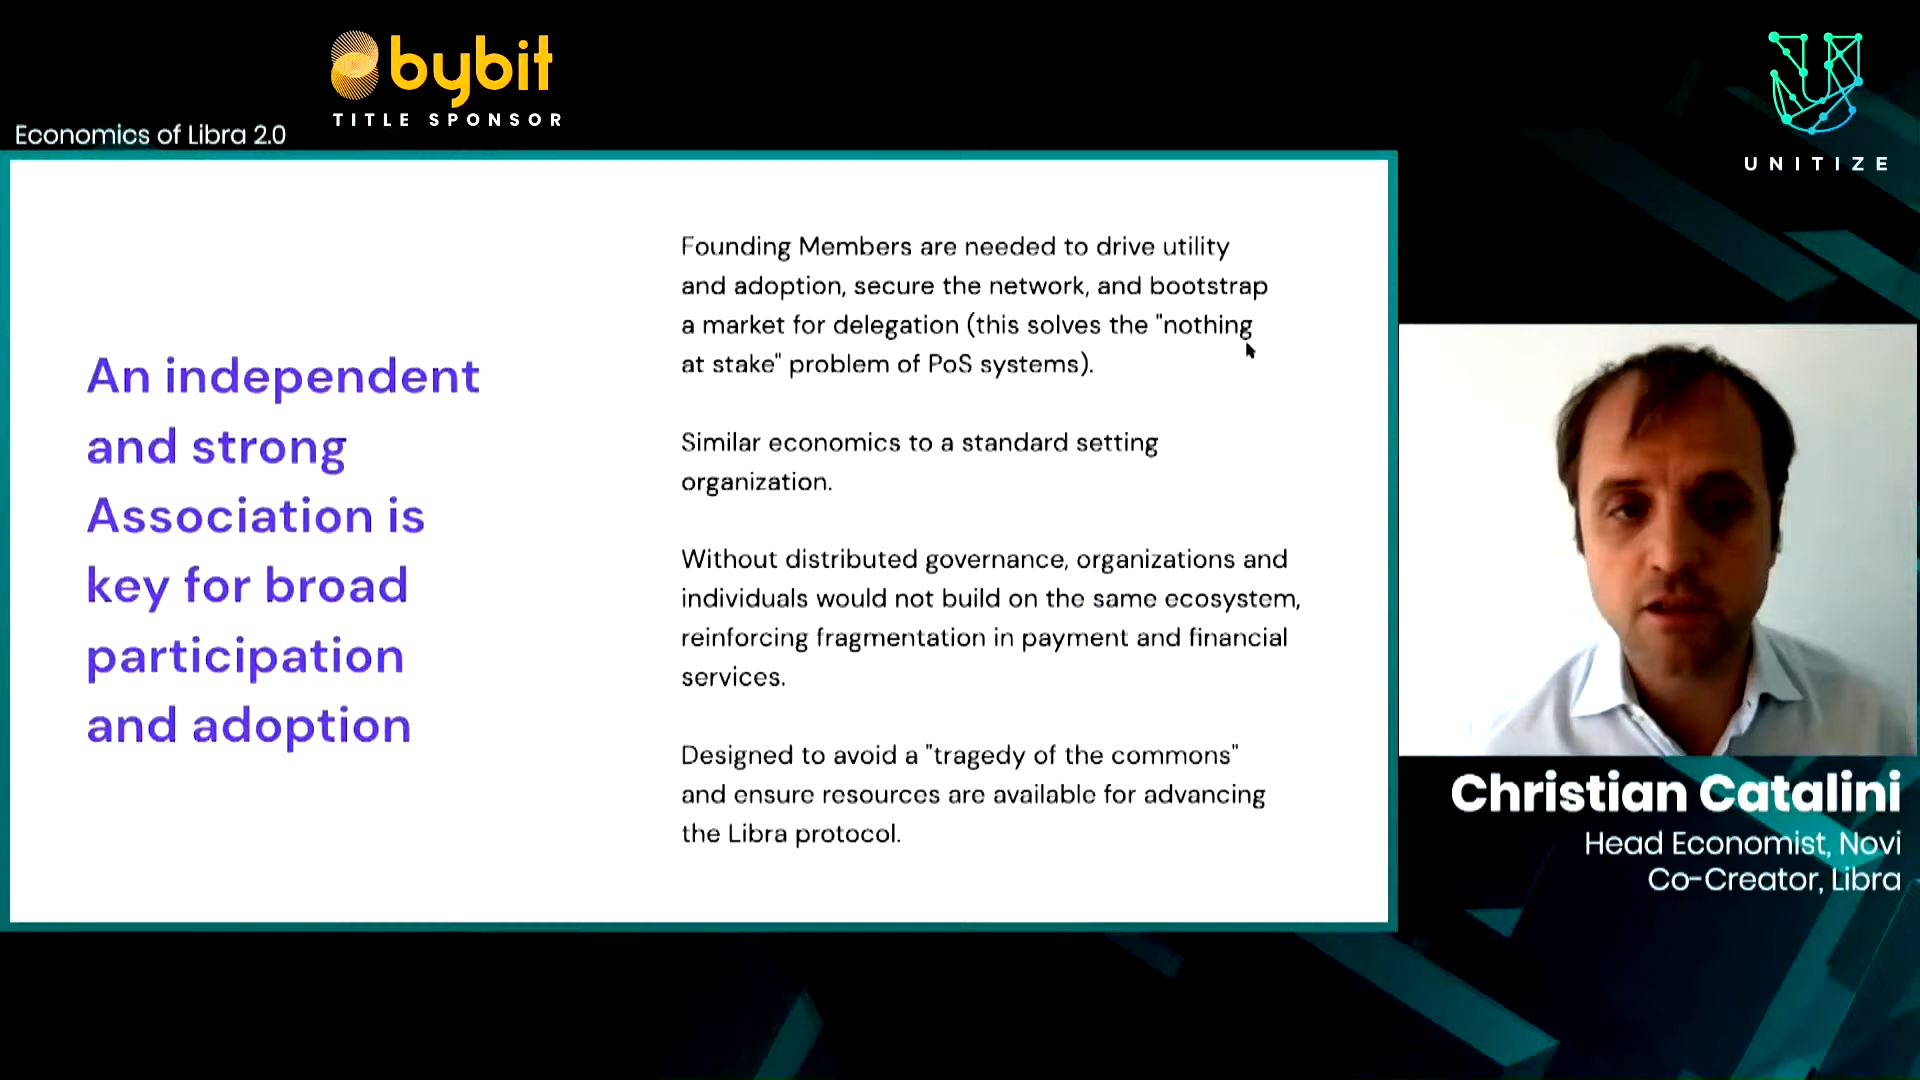 bybit
TITLE SPONSOR
Economics of Libra 2.0
UNITIZE
An independent
and strong
Association is
key for broad
participation
and adoption
Founding Members are needed to drive utility
and adoption, secure the network, and bootstrap
a market for delegation (this solves the "nothing
at stake" problem of PoS systems).
Similar economics to a standard setting
organization.
Without distributed governance, organizations and
individuals would not build on the same ecosystem,
reinforcing fragmentation in payment and financial
services.
Designed to avoid a "tragedy of the commons"
and ensure resources are available for advancing
the Libra protocol.
Christian Catalini
Head Economist, Novi
Co-Creator, Libra